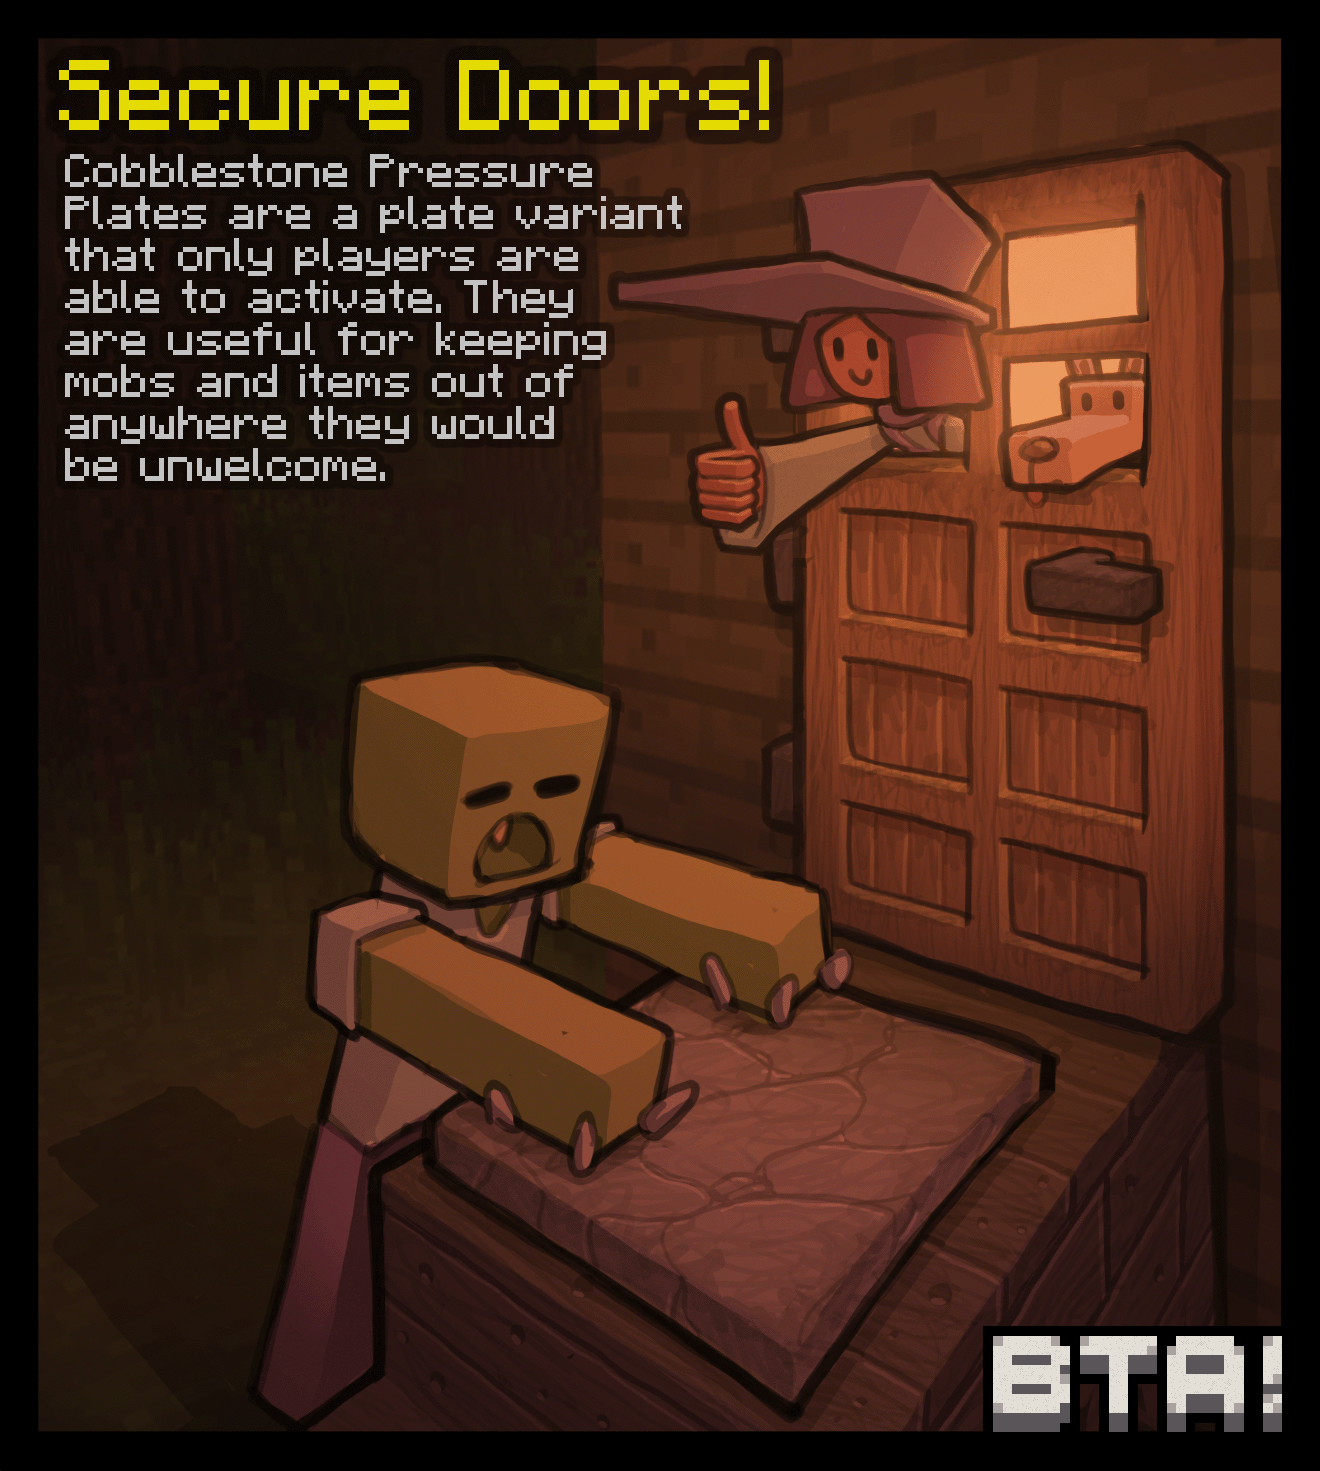 Secure Doors!
Cobblestone Pressure
Plates are a plate variant
that only players are
able to activate. They
are useful for keeping
mobs and items out of
anywhere they would
be unwelcome.
BTA!